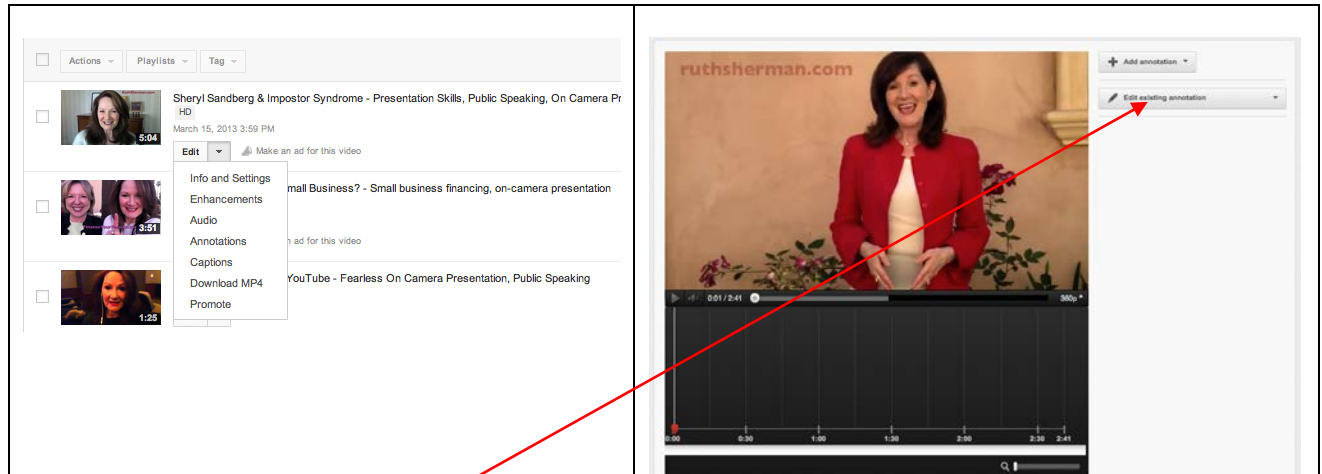 Actions
Playlists
Tag
5:04
Sheryl Sandberg & Impostor Syndrome - Presentation Skills, Public Speaking, On Camera Pr
HD
March 15, 2013 3:59 PM
Edit
Make an ad for this video
3:51
mall Business? - Small business financing, on-camera presentation
n ad for this video
Info and Settings
Enhancements
Audio
Annotations
Captions
Download MP4
Promote
1:25
YouTube - Fearless On Camera Presentation, Public Speaking
ruthsherman.com
Add annotation
Edit existing annotation
0:01 / 2:41
360p
0:00 0:30 1:00 1:30 2:00 2:30 2:41